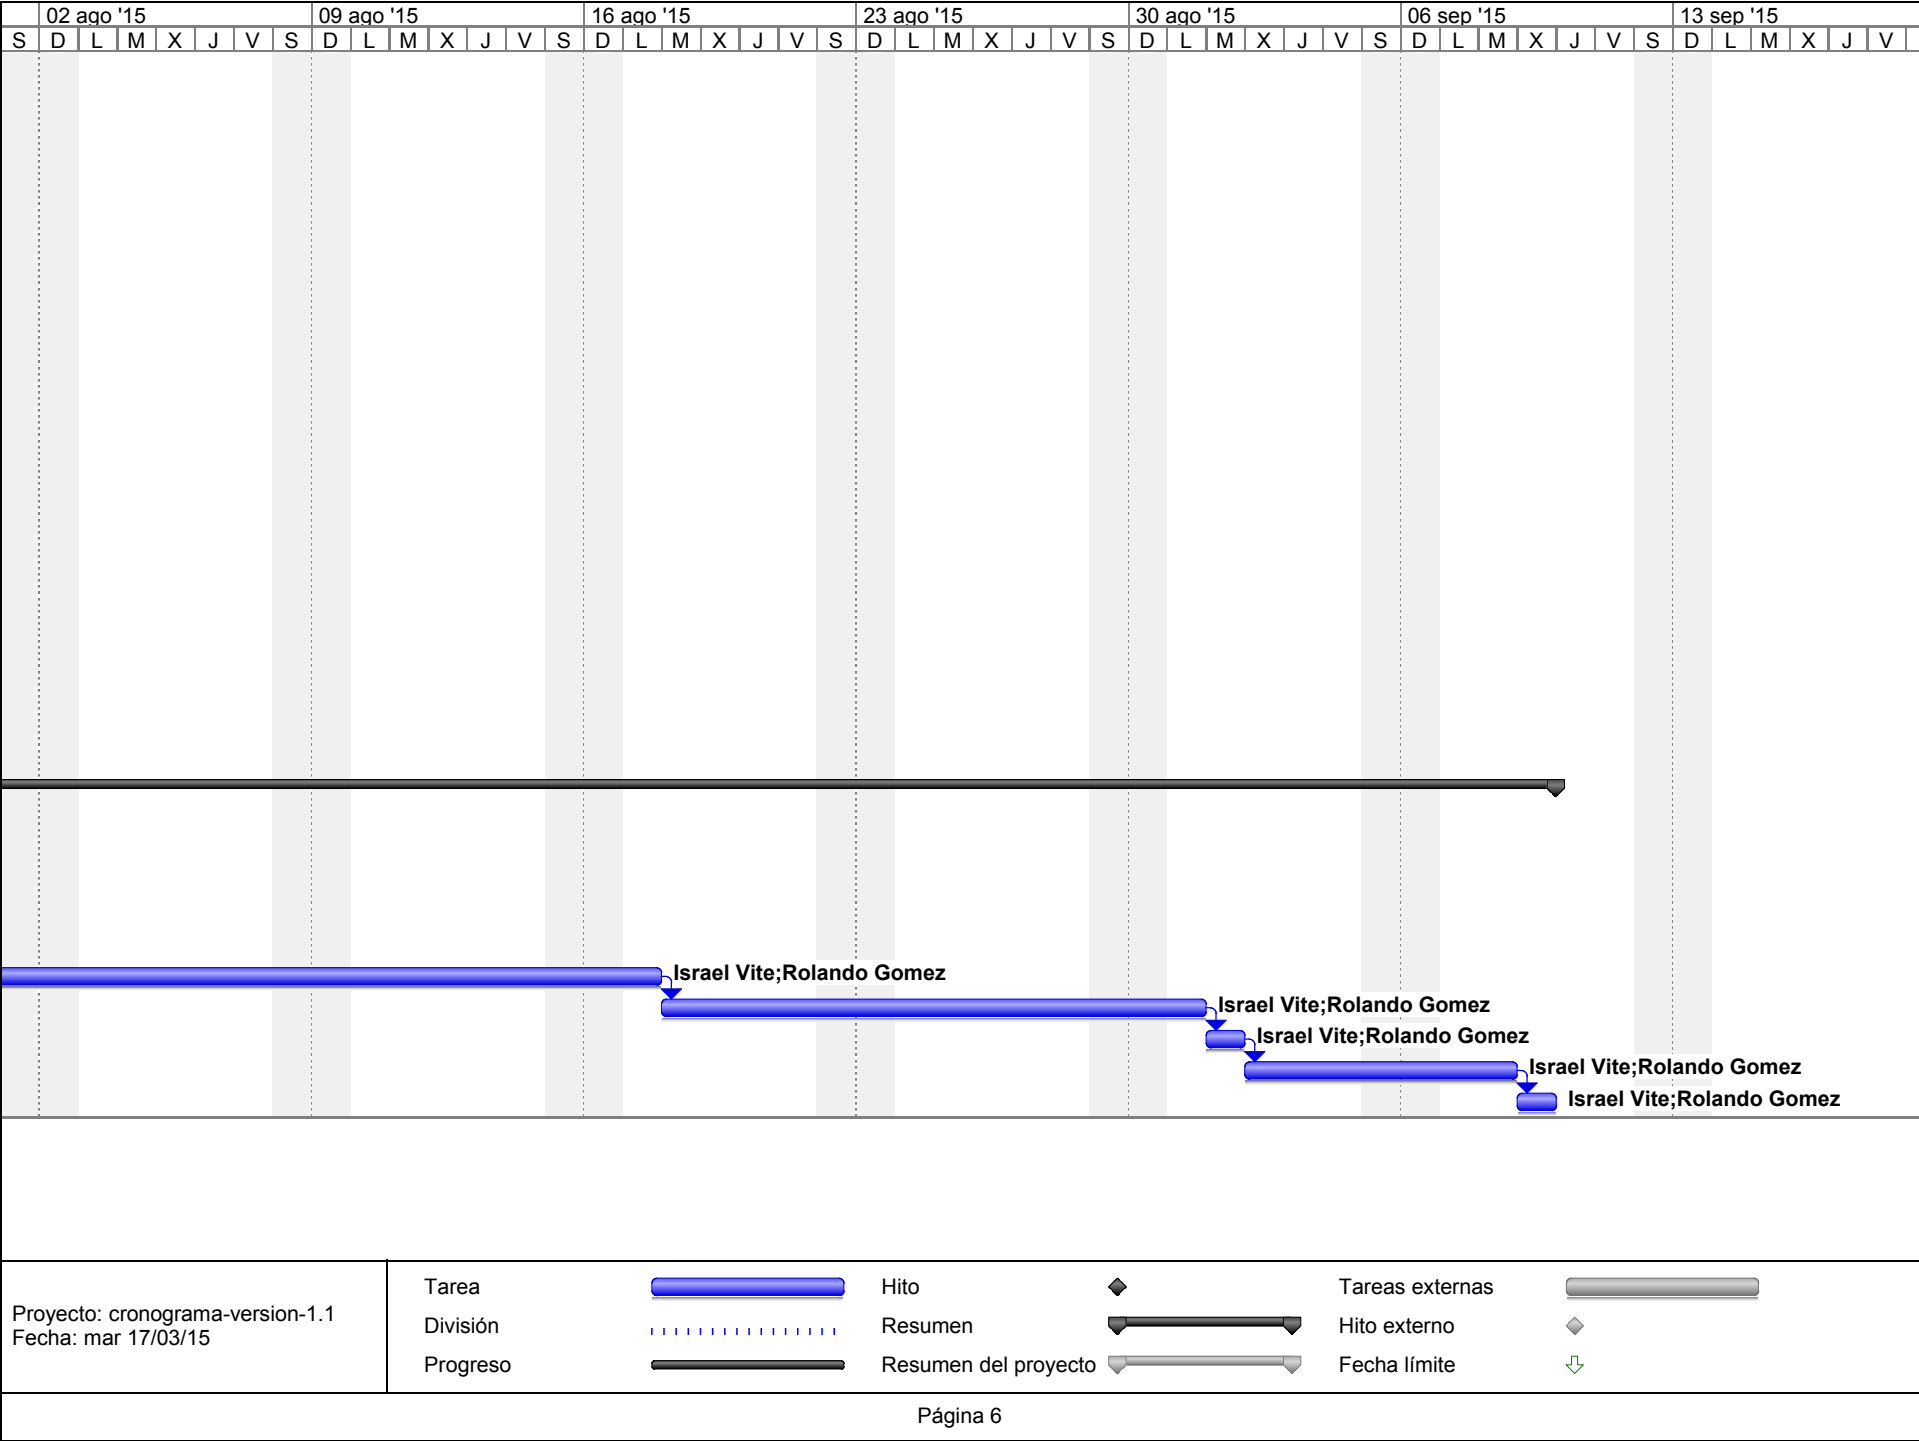 02 ago '15 09 ago '15 16 ago '15 23 ago '15 30 ago '15 06 sep '15 13 sep '15
S D L M X J V S D L M X J V S D L M X J V S D L M X J V S D L M X J V S D L M X J V S D L M X J V
Israel Vite;Rolando Gomez
Israel Vite;Rolando Gomez
Israel Vite;Rolando Gomez
Israel Vite;Rolando Gomez
Israel Vite;Rolando Gomez
Proyecto: cronograma-version-1.1
Fecha: mar 17/03/15
Tarea
División
Progreso
Hito
Resumen
Resumen del proyecto
Tareas externas
Hito externo
Fecha límite
Página 6